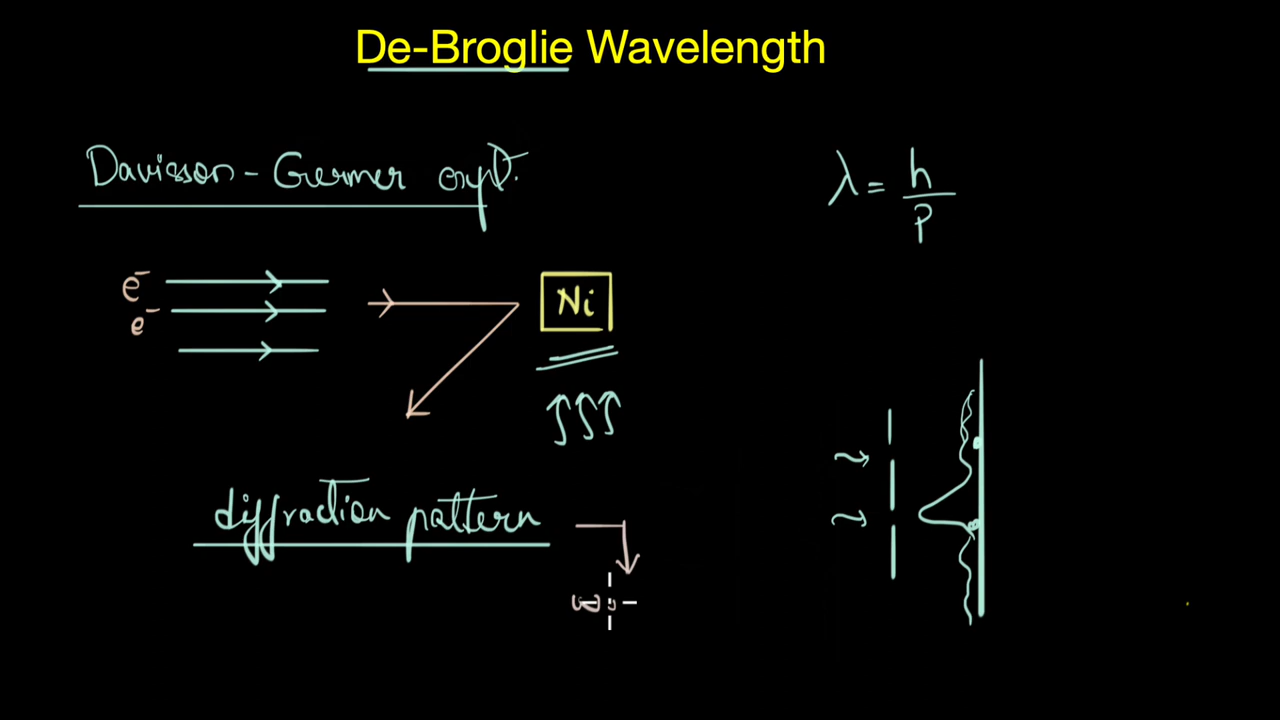 De-Broglie Wavelength
Davisson-Germer expt.
λ = h/P
e⁻
e⁻
Ni
diffraction pattern